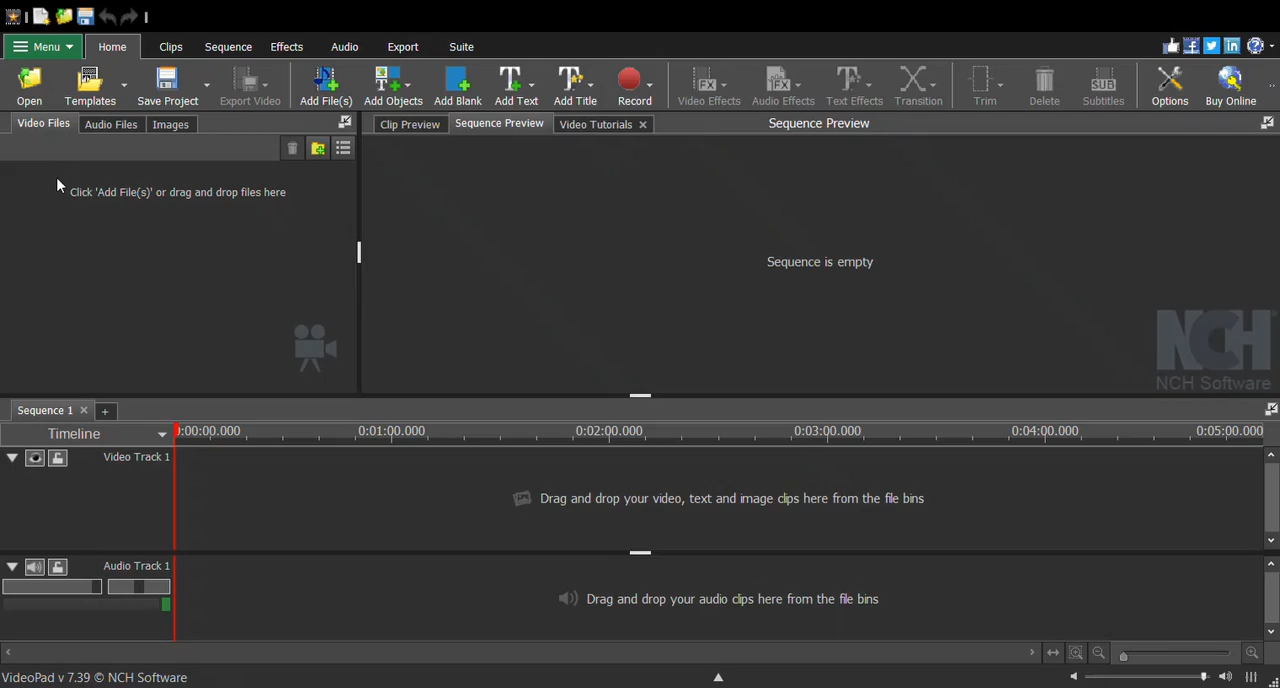 Menu Home Clips Sequence Effects Audio Export Suite
Open Templates Save Project Export Video Add File(s) Add Objects Add Blank Add Text Add Title Record Video Effects Audio Effects Text Effects Transition Trim Delete Subtitles Options Buy Online
Video Files Audio Files Images Clip Preview Sequence Preview Video Tutorials Sequence Preview
Click 'Add File(s)' or drag and drop files here
Sequence is empty
NCH
NCH Software
Sequence 1
Timeline 0:00:00.000 0:01:00.000 0:02:00.000 0:03:00.000 0:04:00.000 0:05:00.000
Video Track 1
Drag and drop your video, text and image clips here from the file bins
Audio Track 1
Drag and drop your audio clips here from the file bins
VideoPad v 7.39 © NCH Software